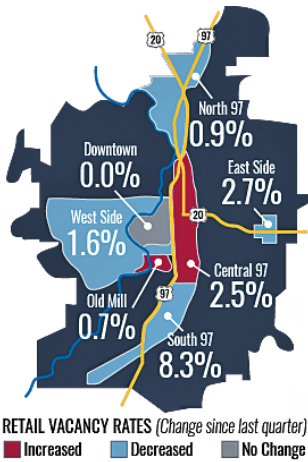 20
97
North 97
0.9%
Downtown
0.0%
East Side
2.7%
West Side
1.6%
20
Central 97
2.5%
Old Mill
0.7%
97
South 97
8.3%
RETAIL VACANCY RATES (Change since last quarter)
Increased Decreased No Change